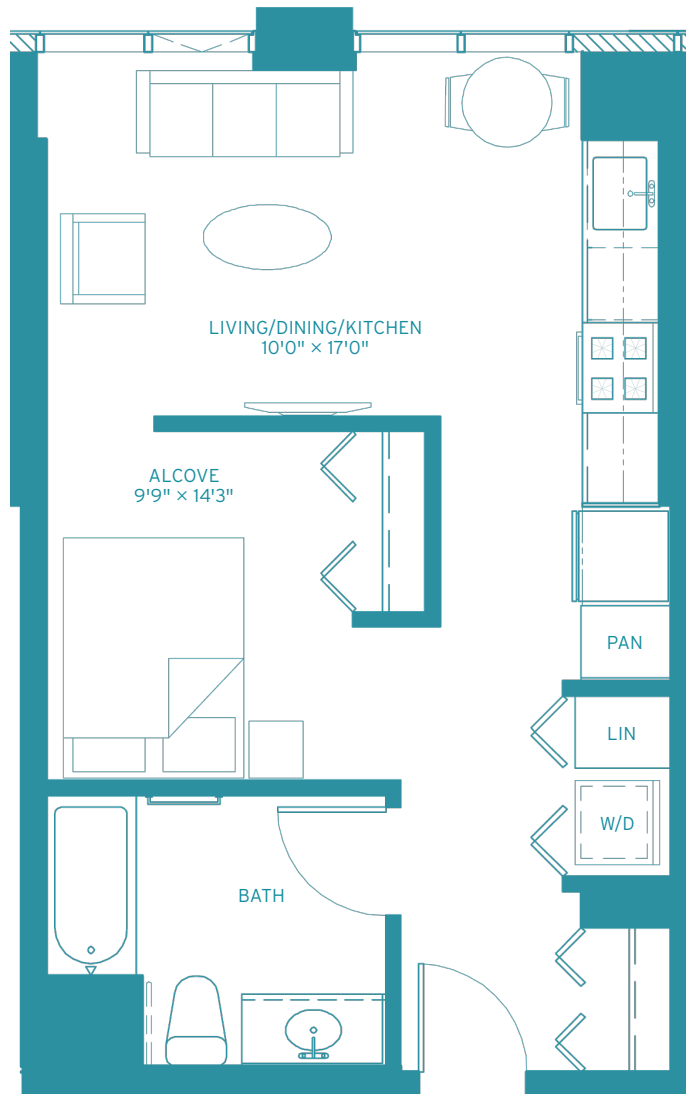 LIVING/DINING/KITCHEN
10'0" × 17'0"
ALCOVE
9'9" × 14'3"
PAN
LIN
W/D
BATH